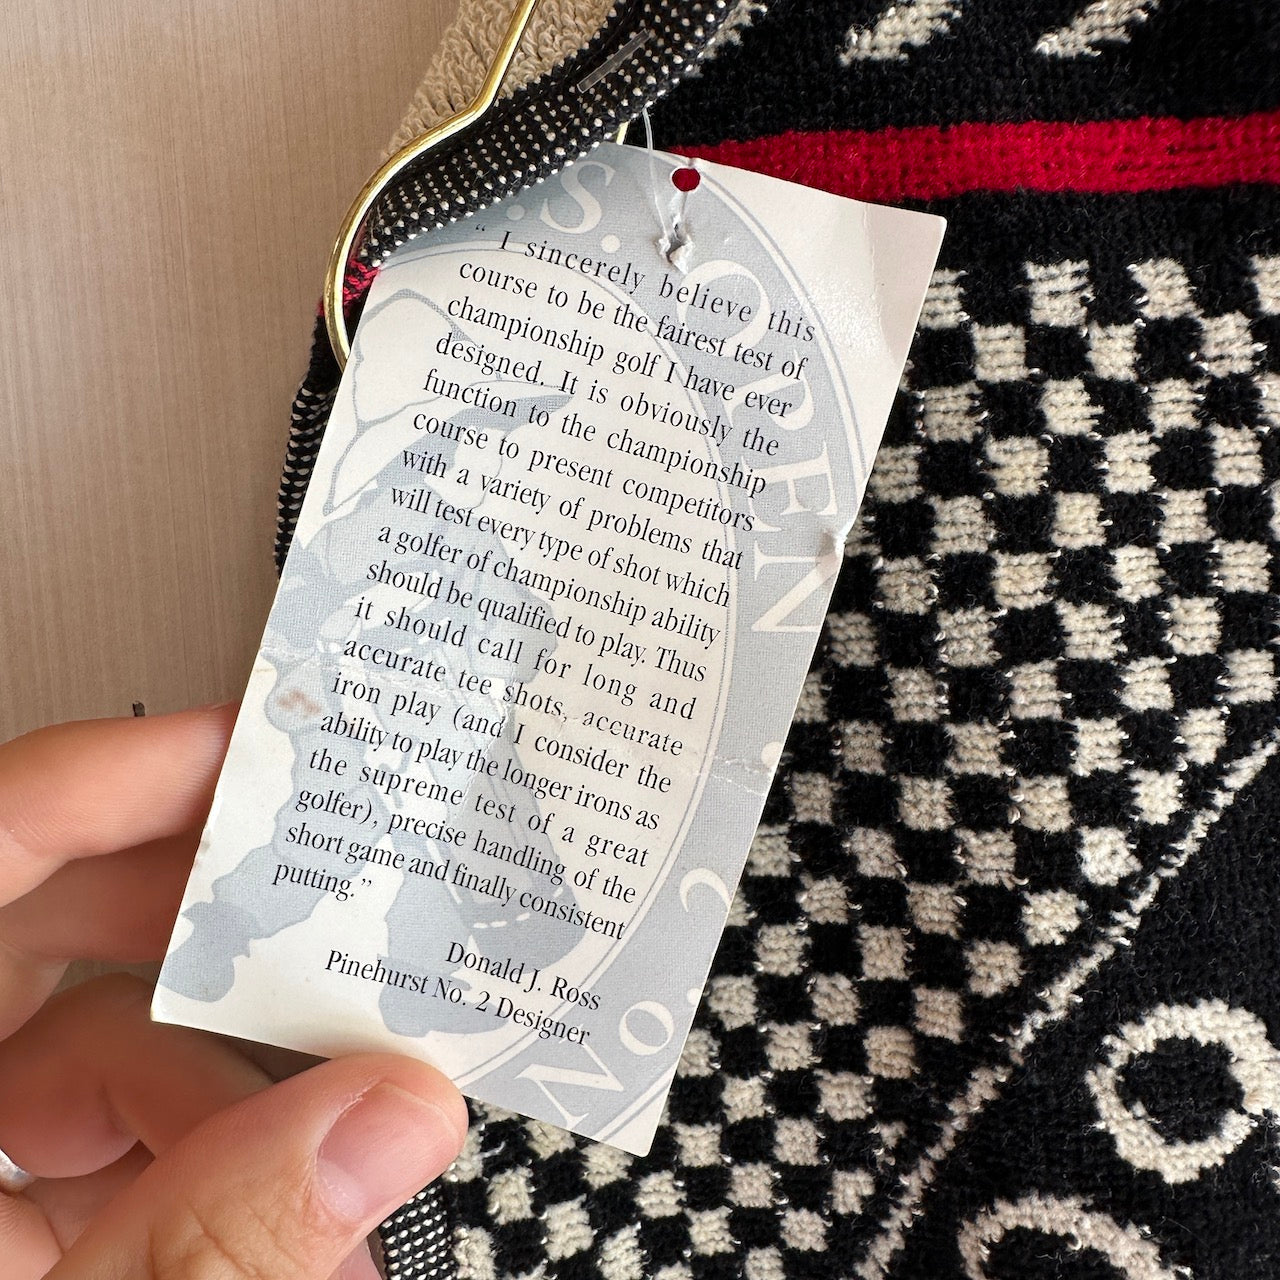 .S. OPEN.
“ I sincerely believe this
course to be the fairest test of
championship golf I have ever
designed. It is obviously the
function to the championship
course to present competitors
with a variety of problems that
will test every type of shot which
a golfer of championship ability
should be qualified to play. Thus
it should call for long and
accurate tee shots, accurate
iron play (and I consider the
ability to play the longer irons as
the supreme test of a great
golfer), precise handling of the
short game and finally consistent
putting.”
Donald J. Ross
Pinehurst No. 2 Designer